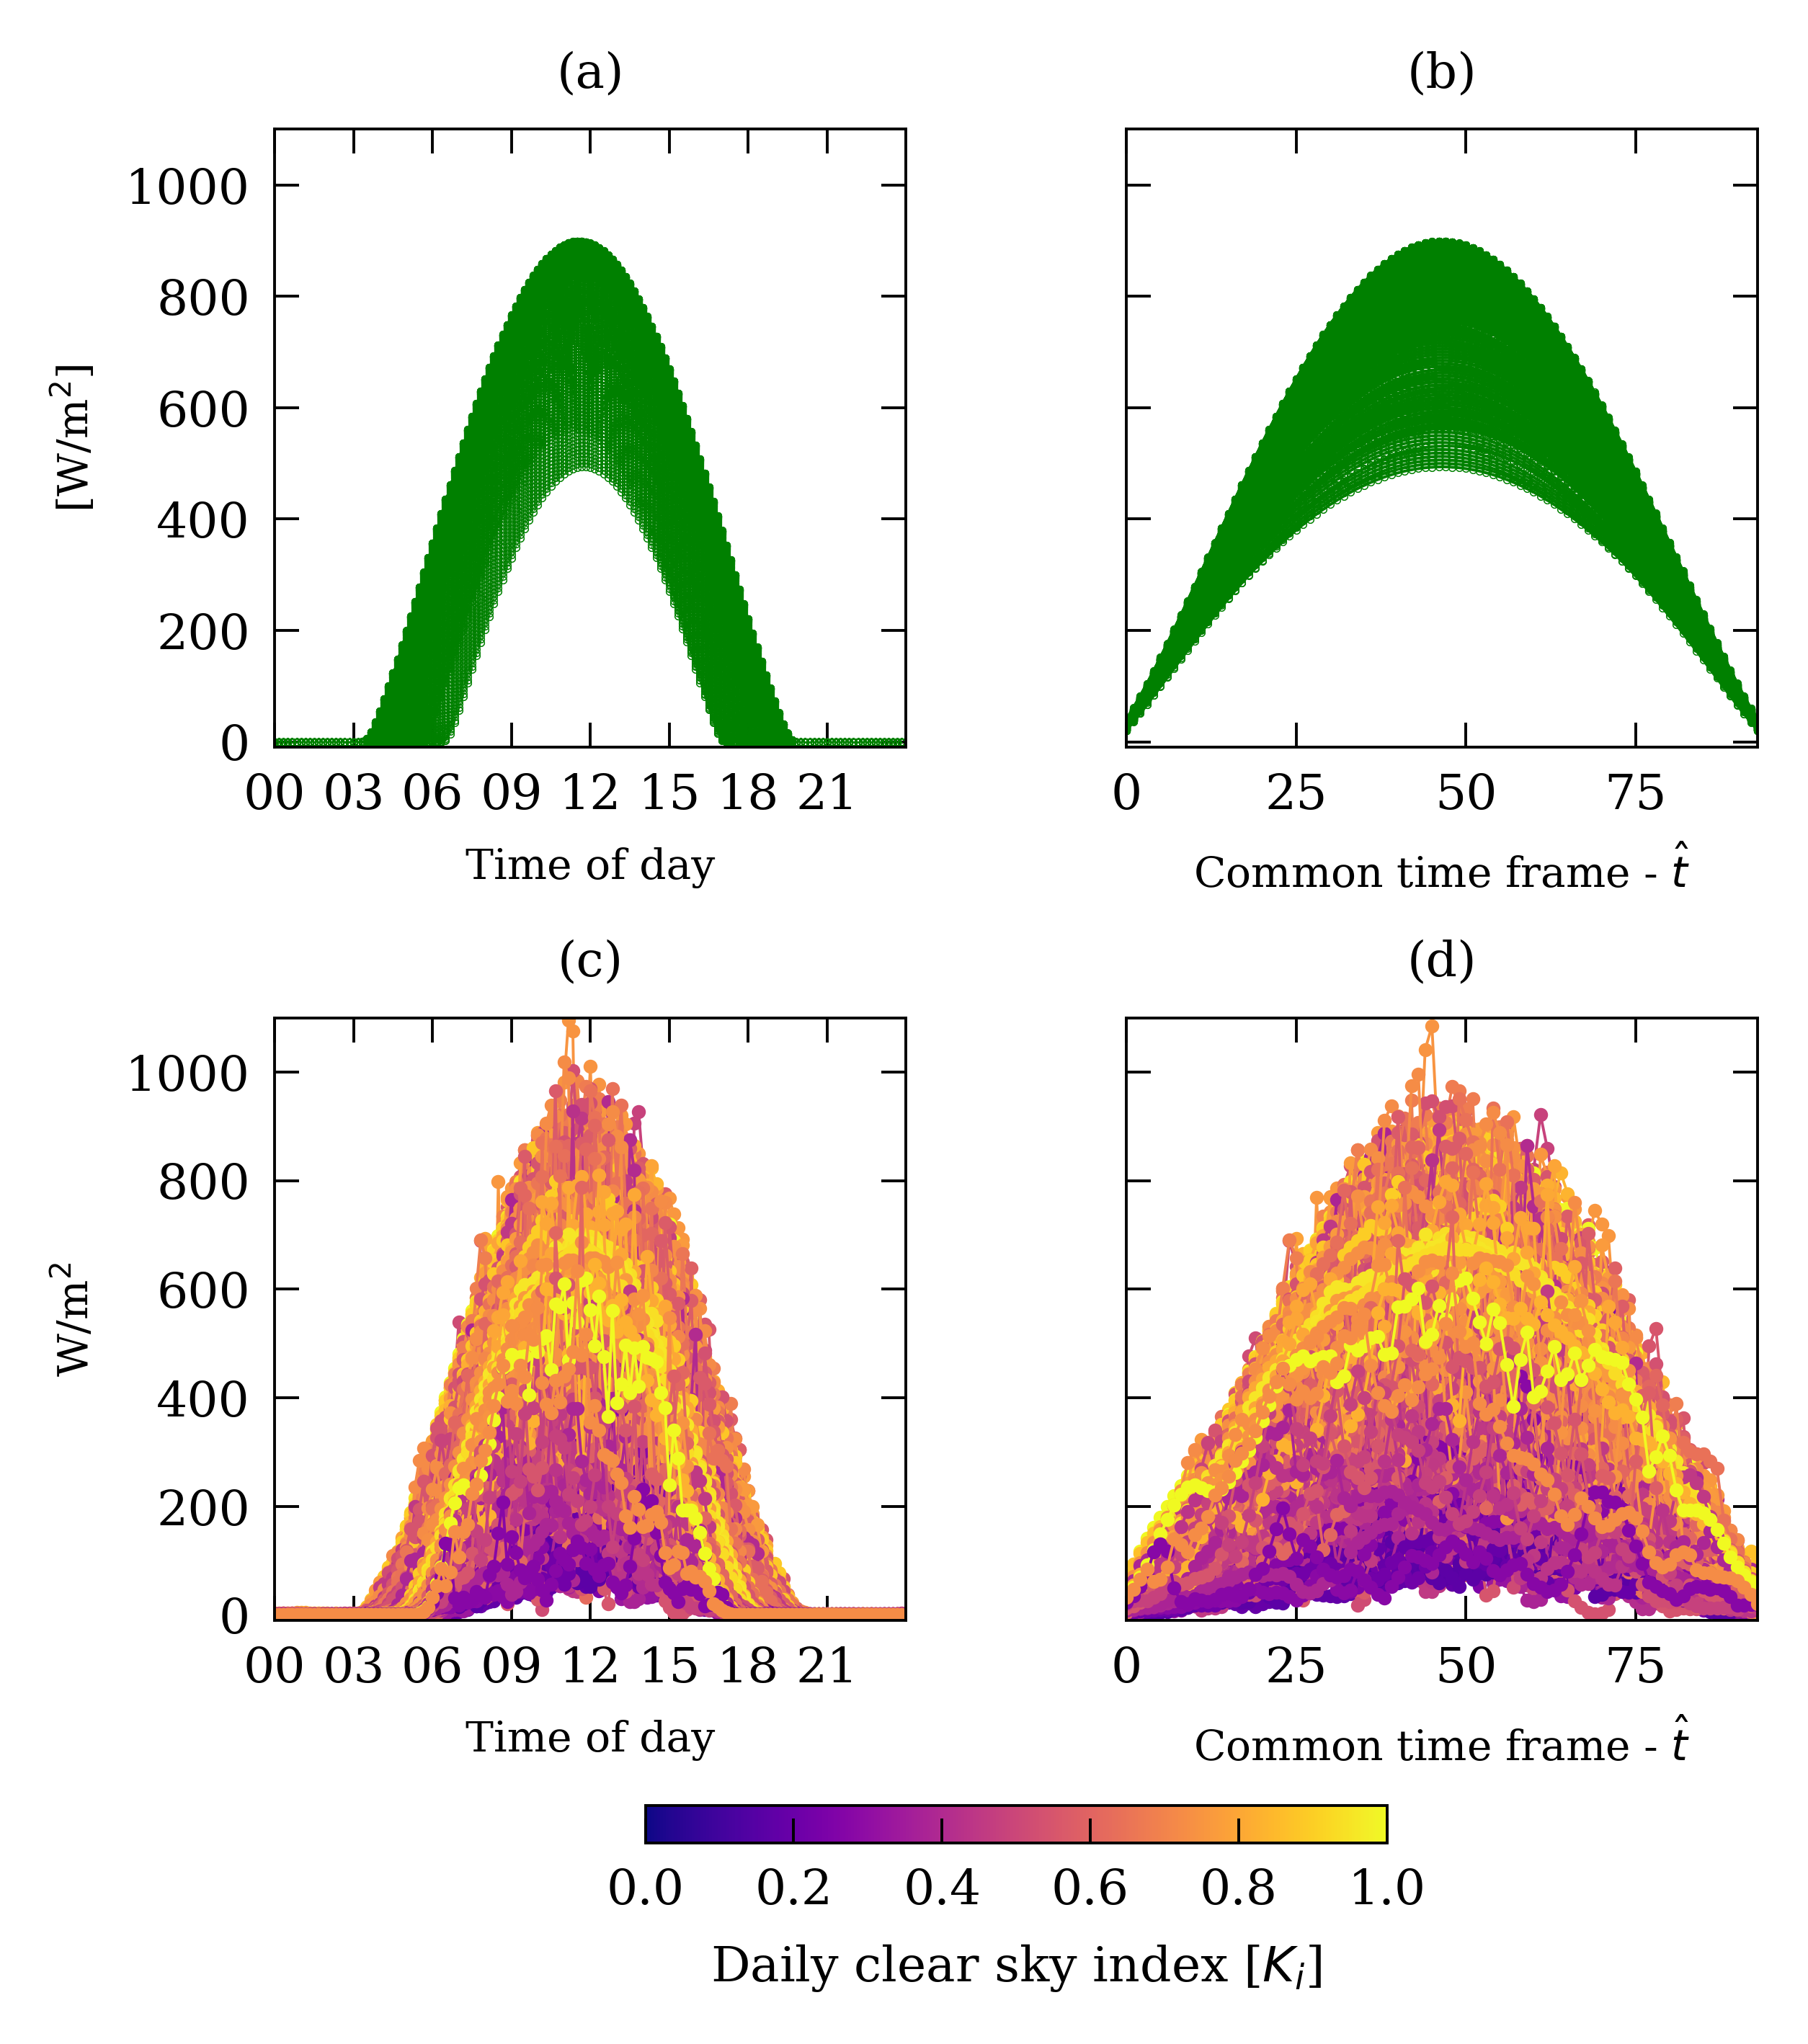 (a)
(b)
1000
800
600
400
200
0
[W/m²]
00 03 06 09 12 15 18 21
Time of day
0 25 50 75
Common time frame - t̂
(c)
(d)
1000
800
600
400
200
0
W/m²
00 03 06 09 12 15 18 21
Time of day
0 25 50 75
Common time frame - t̂
0.0 0.2 0.4 0.6 0.8 1.0
Daily clear sky index [Kᵢ]